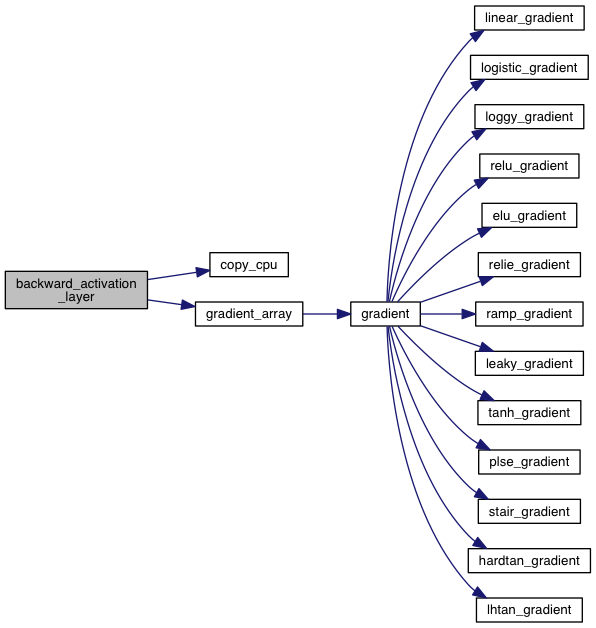 backward_activation
_layer
copy_cpu
gradient_array
gradient
linear_gradient
logistic_gradient
loggy_gradient
relu_gradient
elu_gradient
relie_gradient
ramp_gradient
leaky_gradient
tanh_gradient
plse_gradient
stair_gradient
hardtan_gradient
lhtan_gradient